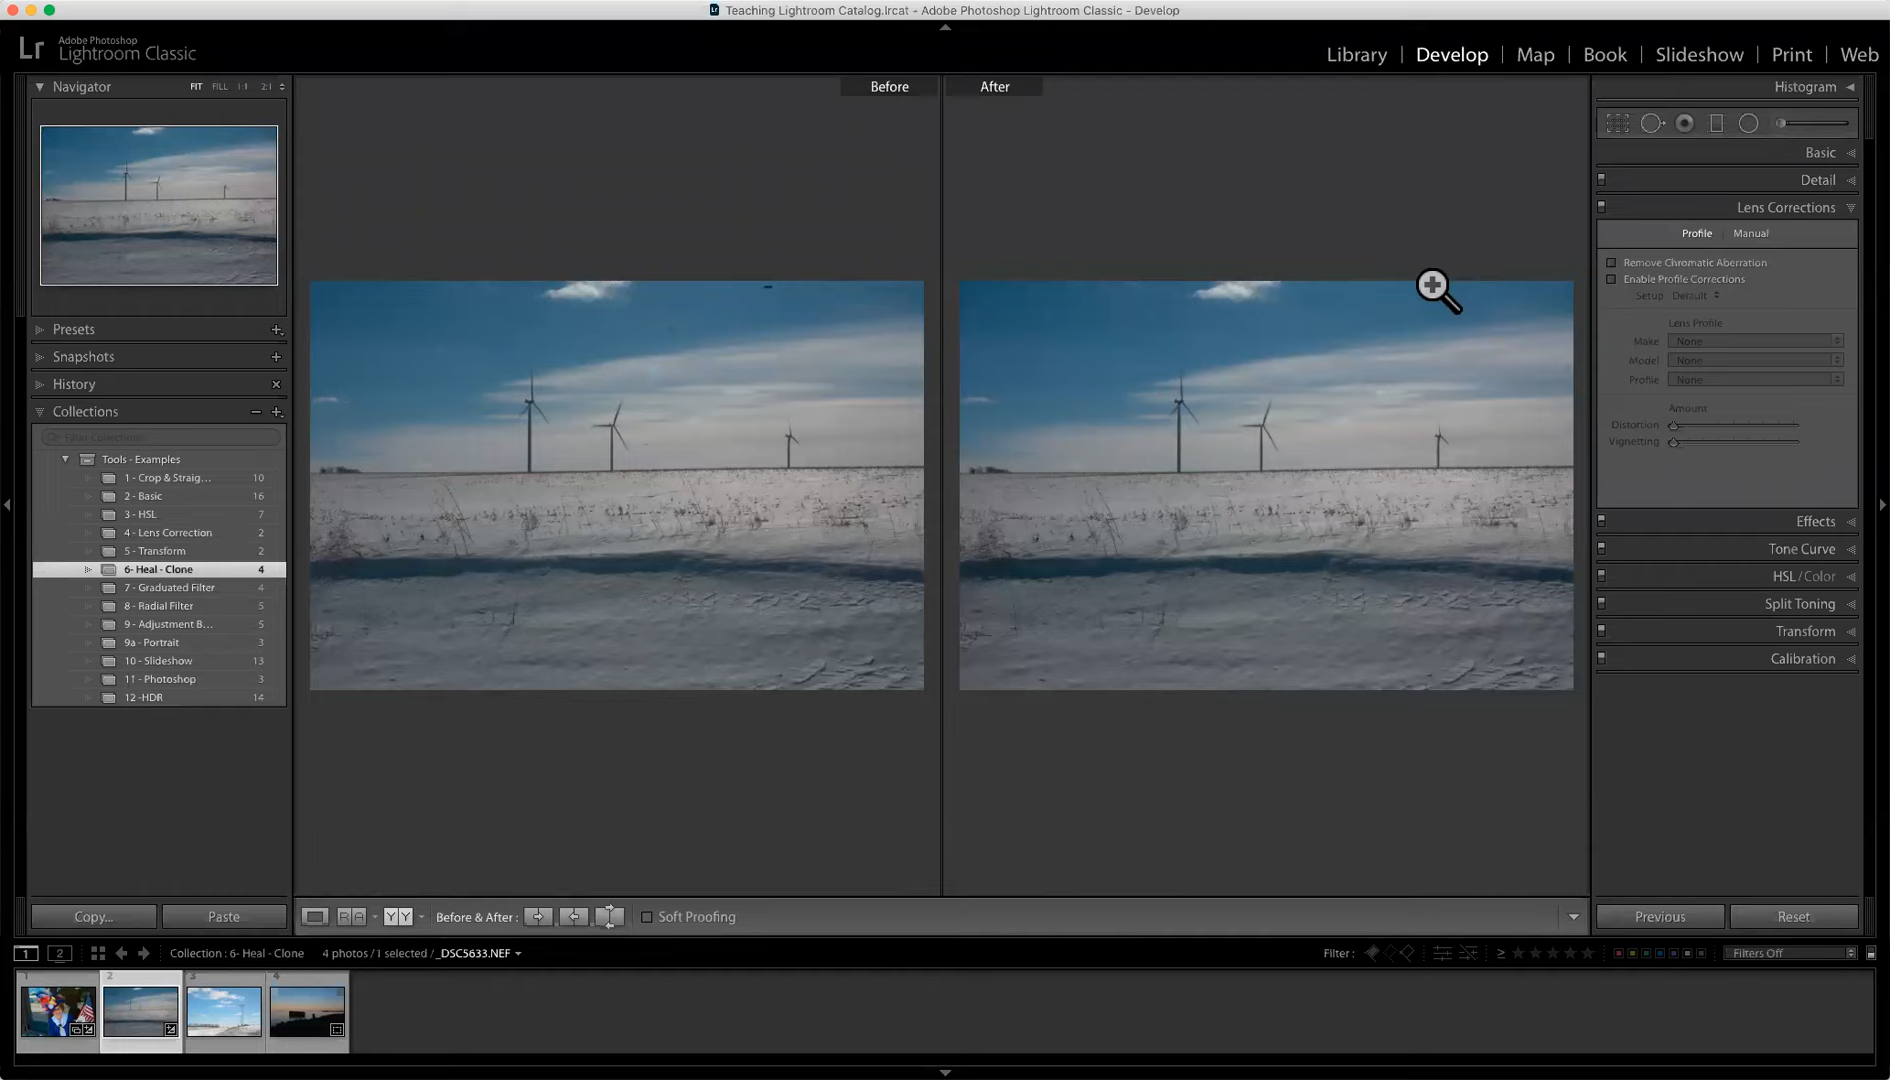 Teaching Lightroom Catalog.lrcat - Adobe Photoshop Lightroom Classic - Develop
Lr
Adobe Photoshop
Lightroom Classic
Library | Develop | Map | Book | Slideshow | Print | Web
Navigator
FIT FILL 1:1 2:1
Before
After
Histogram
Basic
Detail
Lens Corrections
Profile | Manual
Remove Chromatic Aberration
Enable Profile Corrections
Setup Default
Lens Profile
Make None
Model None
Profile None
Amount
Distortion
Vignetting
Presets
Snapshots
History
Collections
Filter Collections
Tools - Examples
1 - Crop & Straig... 10
2 - Basic 16
3 - HSL 7
4 - Lens Correction 2
5 - Transform 2
6- Heal - Clone 4
7 - Graduated Filter 4
8 - Radial Filter 5
9 - Adjustment B... 5
9a - Portrait 3
10 - Slideshow 13
11 - Photoshop 3
12 -HDR 14
Effects
Tone Curve
HSL / Color
Split Toning
Transform
Calibration
Copy...
Paste
R A
Y Y
Before & After :
Soft Proofing
Previous
Reset
1
2
Collection : 6- Heal - Clone
4 photos / 1 selected / _DSC5633.NEF
Filter :
≥
Filters Off
1
2
3
4